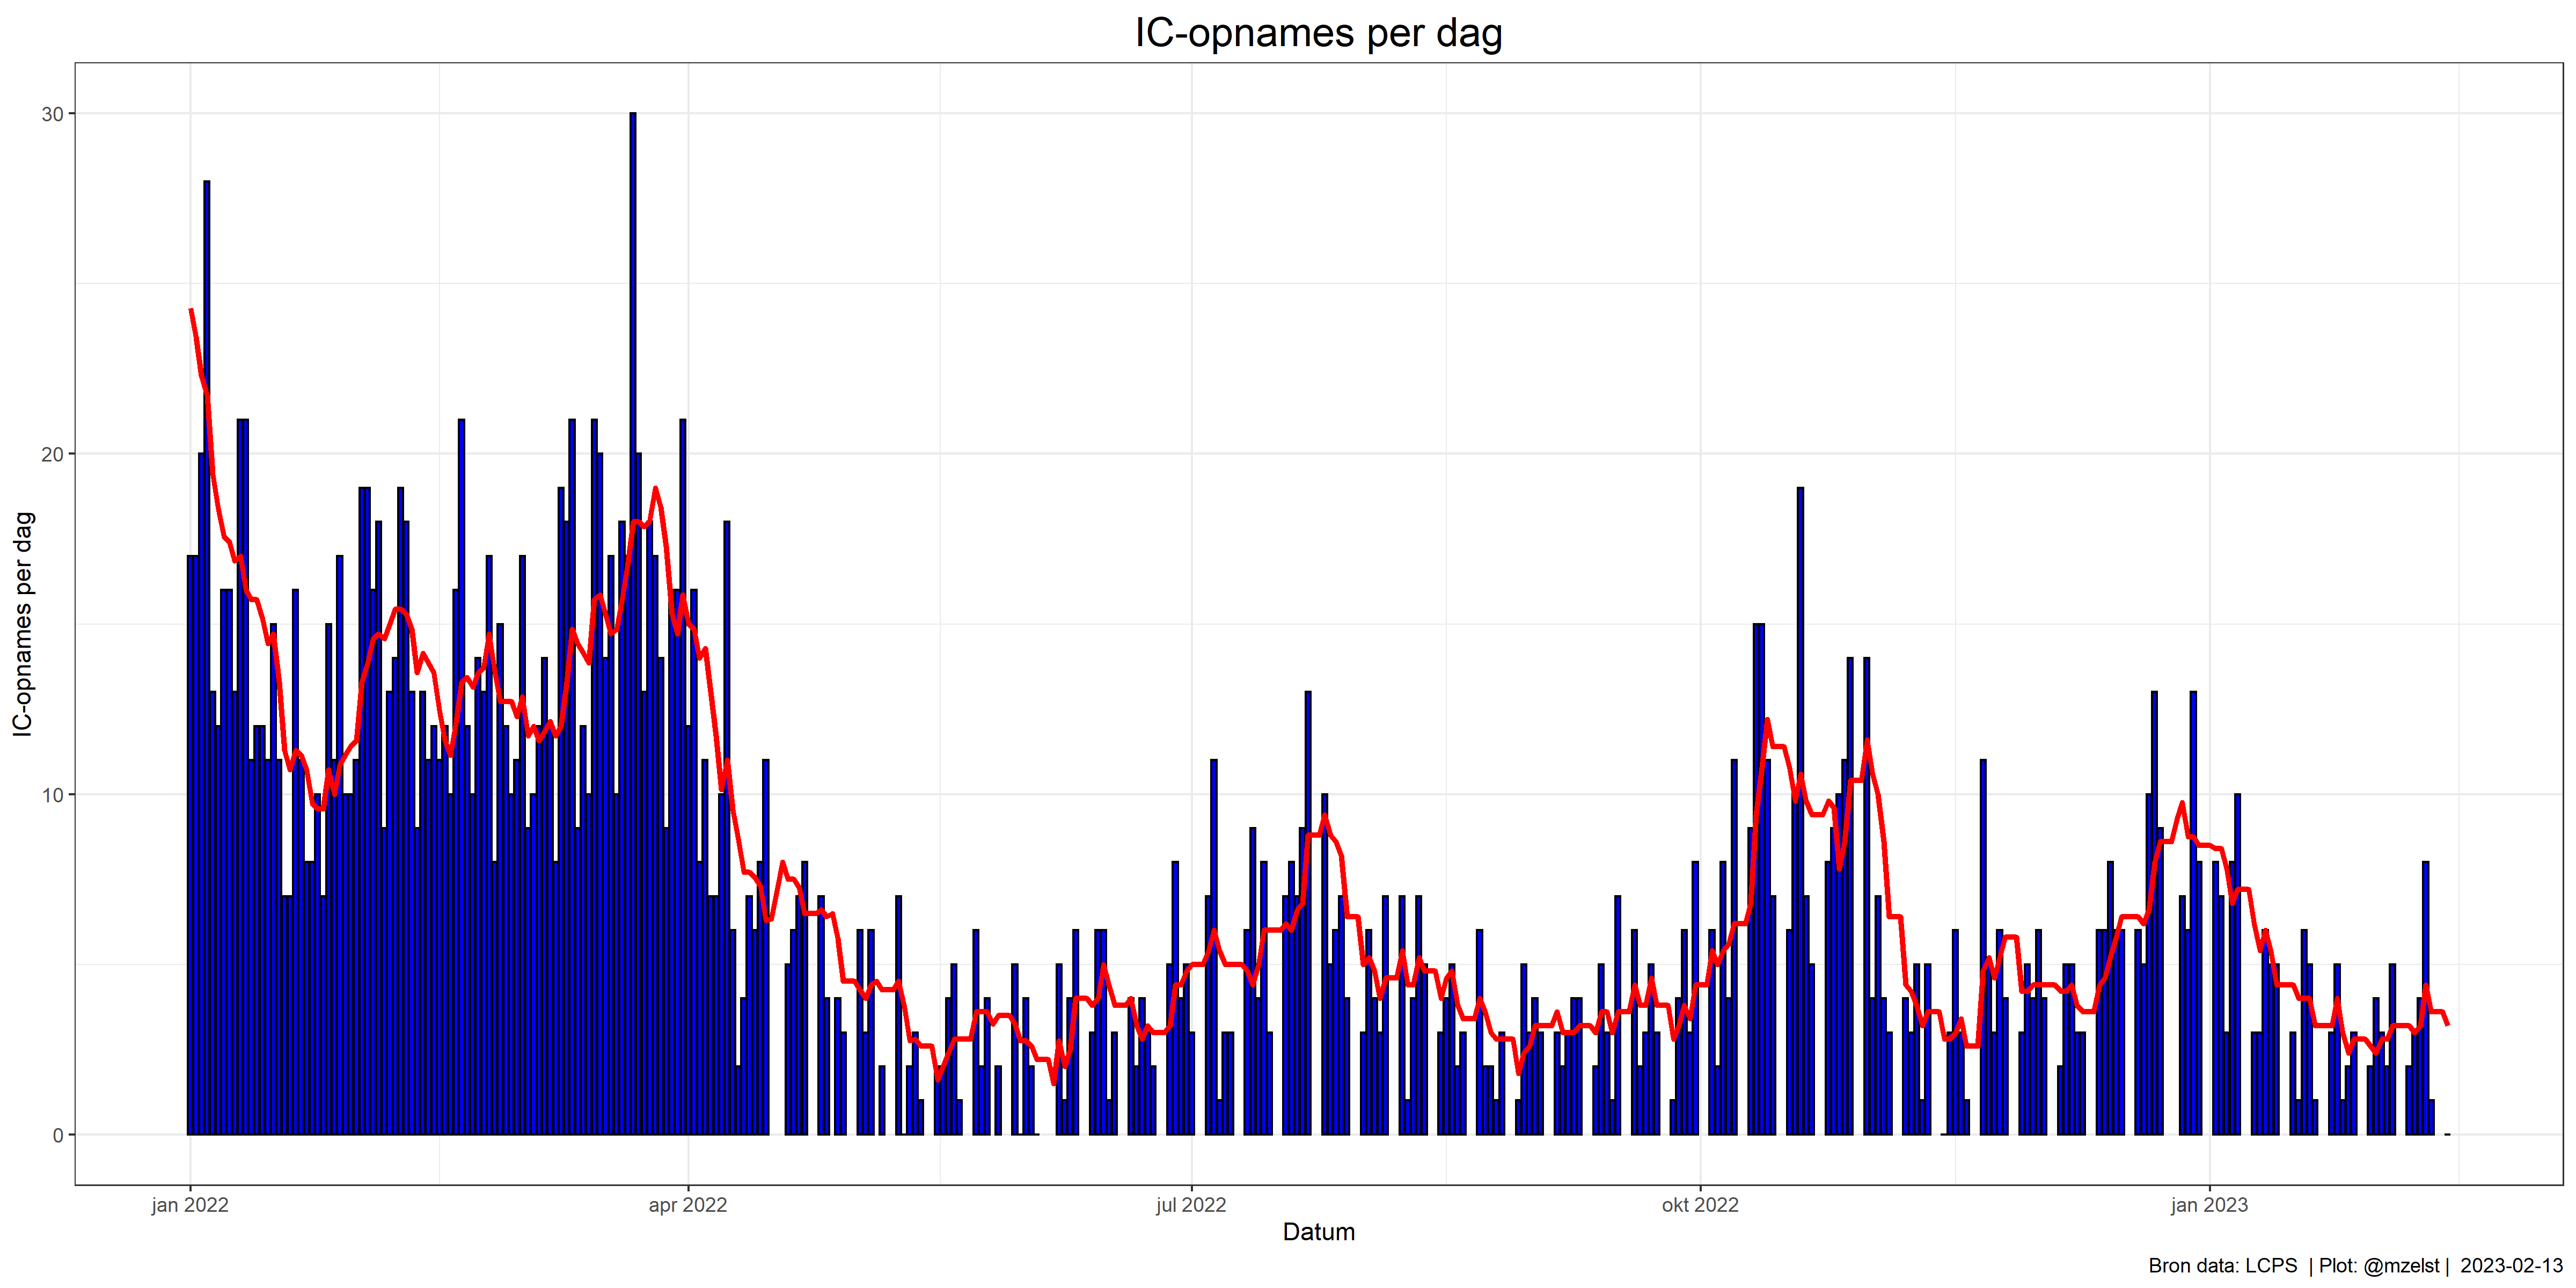 IC-opnames per dag
IC-opnames per dag
30
20
10
0
jan 2022
apr 2022
jul 2022
okt 2022
jan 2023
Datum
Bron data: LCPS | Plot: @mzelst | 2023-02-13